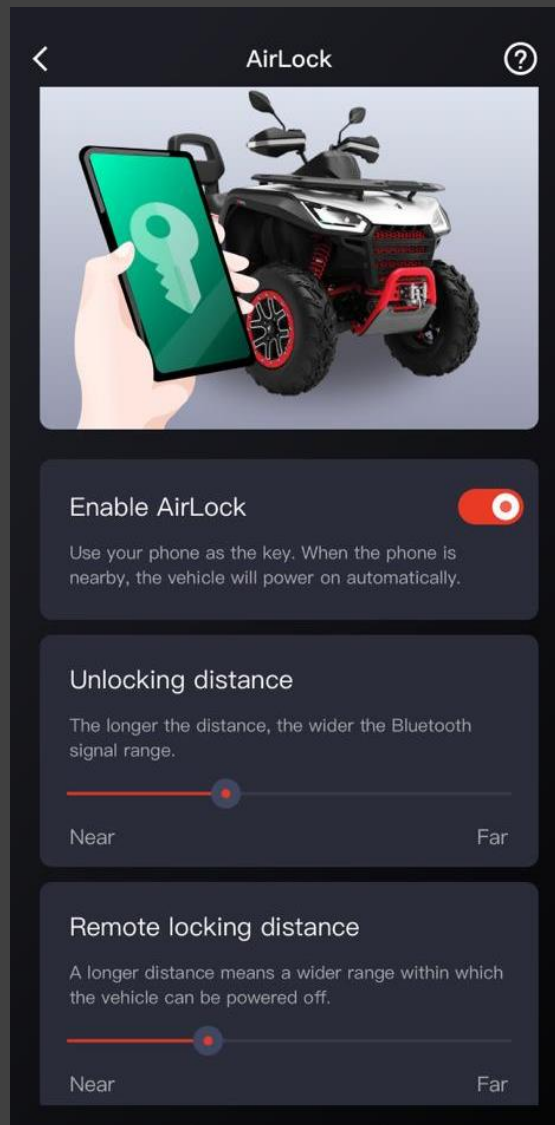 AirLock
Enable AirLock
Use your phone as the key. When the phone is
nearby, the vehicle will power on automatically.
Unlocking distance
The longer the distance, the wider the Bluetooth
signal range.
Near Far
Remote locking distance
A longer distance means a wider range within which
the vehicle can be powered off.
Near Far